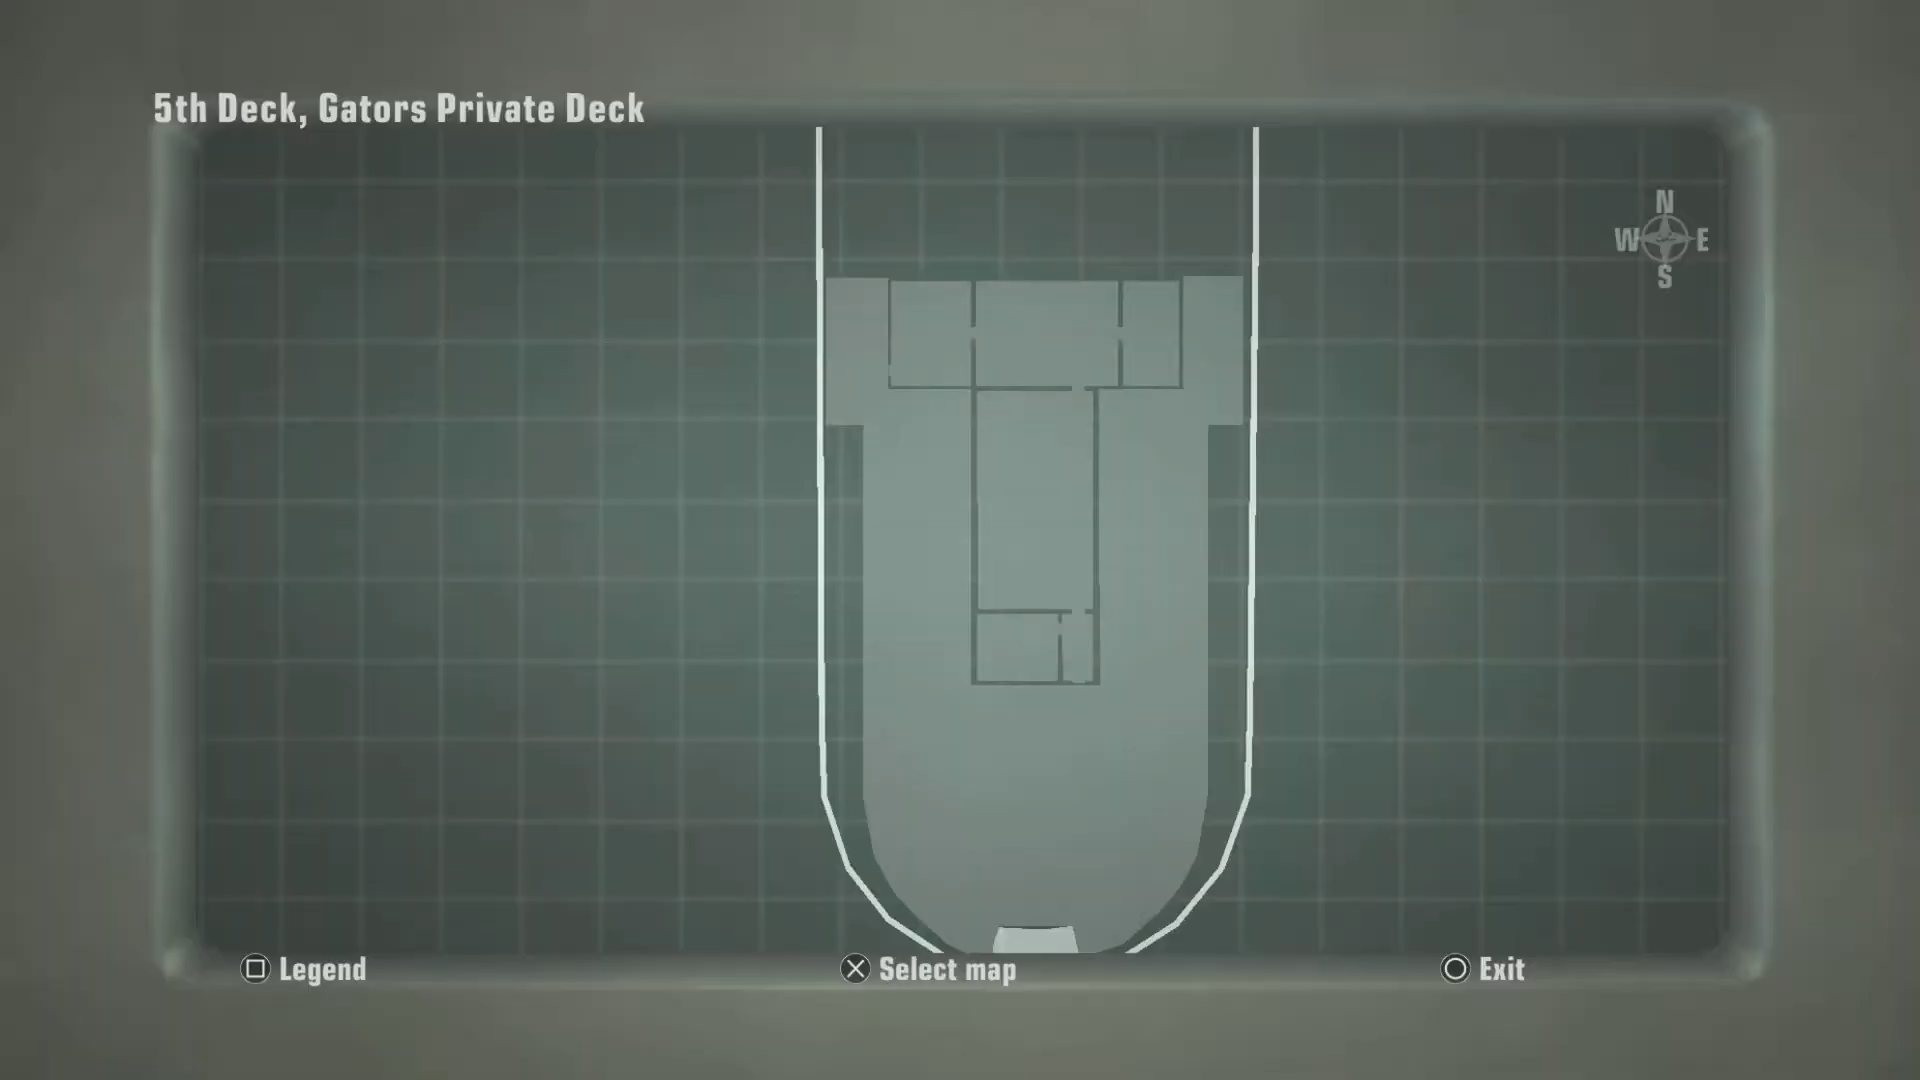 5th Deck, Gators Private Deck
N
W E
S
Legend
Select map
Exit